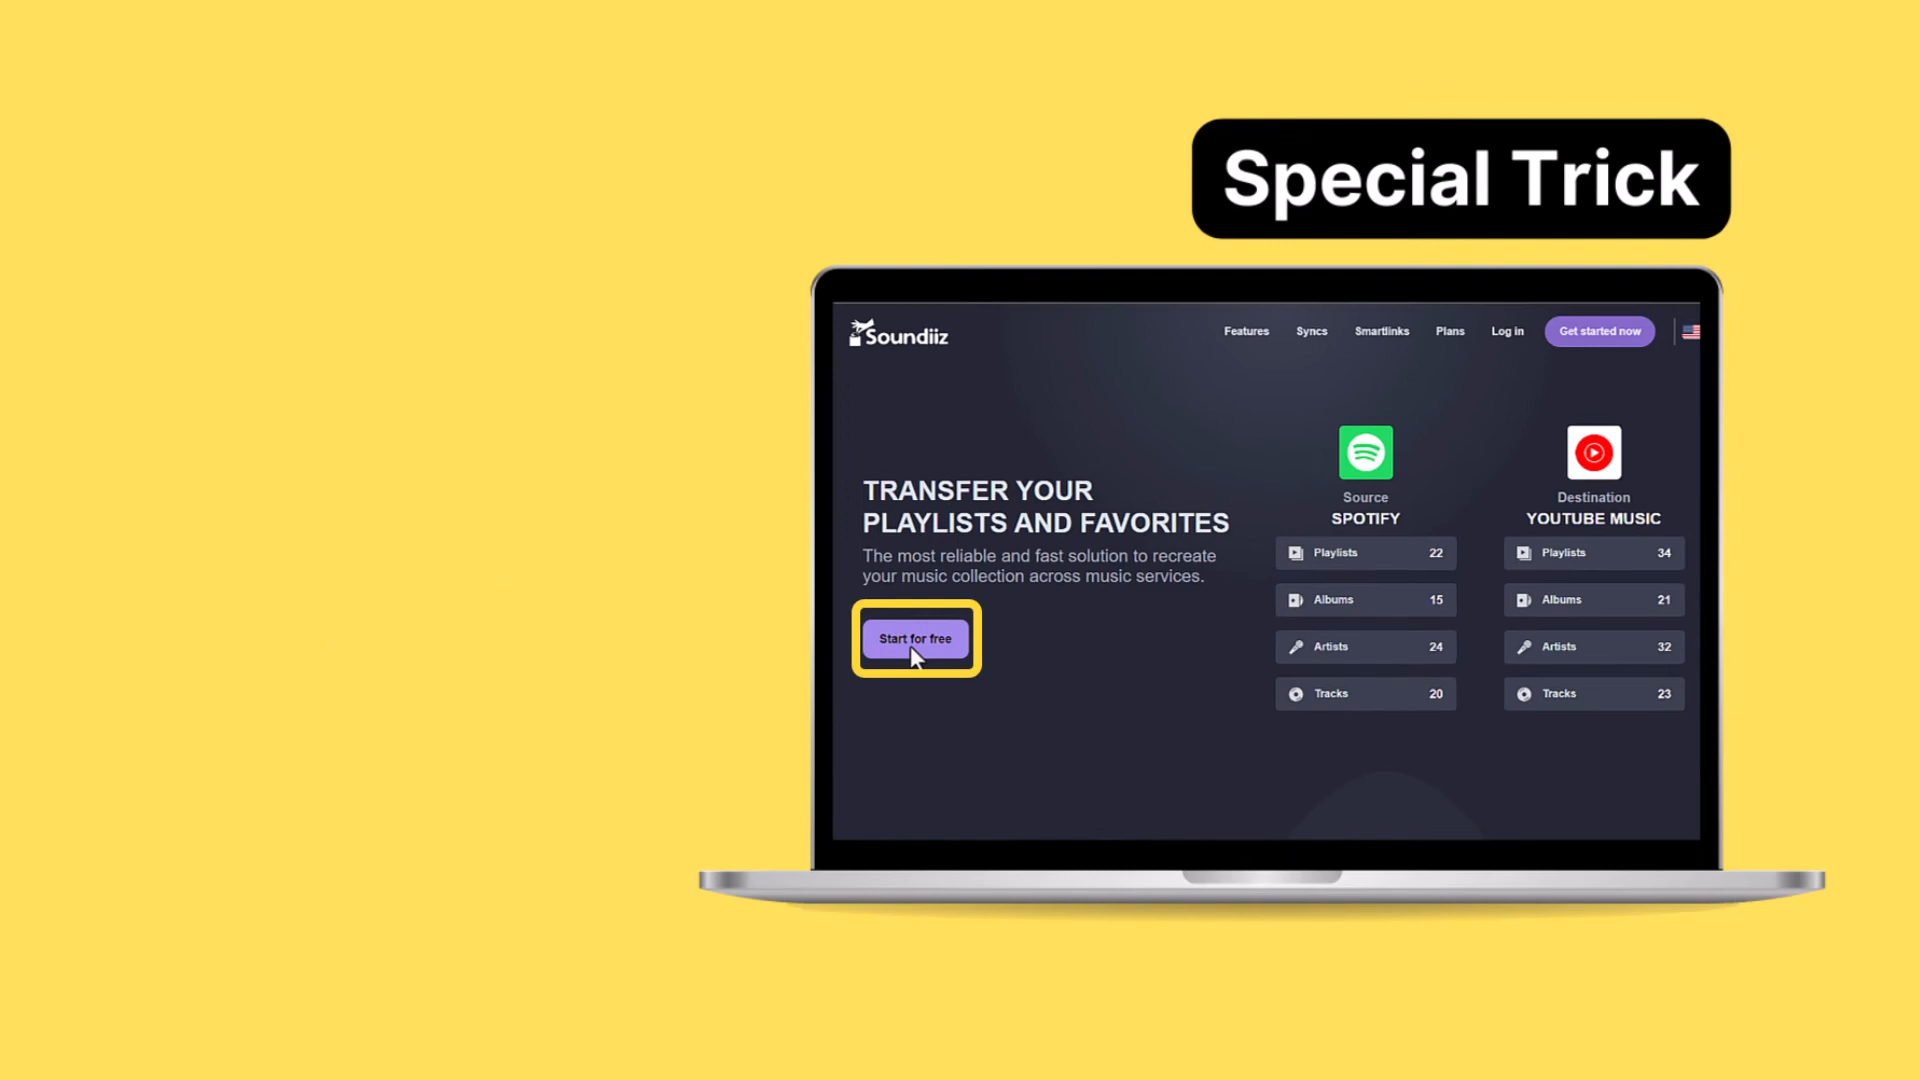 Special Trick
Soundiiz
Features Syncs Smartlinks Plans Log in Get started now
TRANSFER YOUR
PLAYLISTS AND FAVORITES
The most reliable and fast solution to recreate
your music collection across music services.
Start for free
Source
SPOTIFY
Playlists 22
Albums 15
Artists 24
Tracks 20
Destination
YOUTUBE MUSIC
Playlists 34
Albums 21
Artists 32
Tracks 23